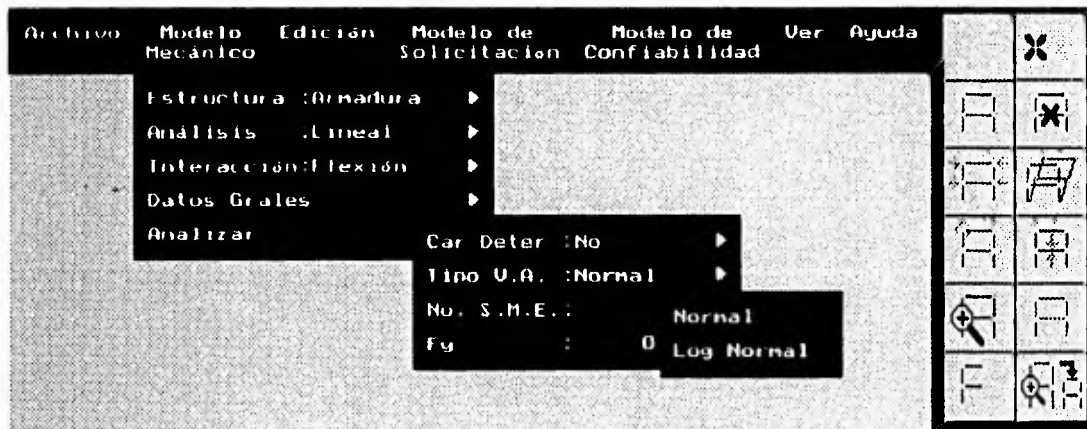 Archivo Modelo Mecánico Edición Modelo de Solicitación Modelo de Confiabilidad Ver Ayuda
Estructura :Armadura
Análisis :Lineal
Interacción:Flexión
Datos Grales
Analizar
Car Deter :No
Tipo V.A. :Normal
No. S.M.E.:
Fy : 0
Normal
Log Normal